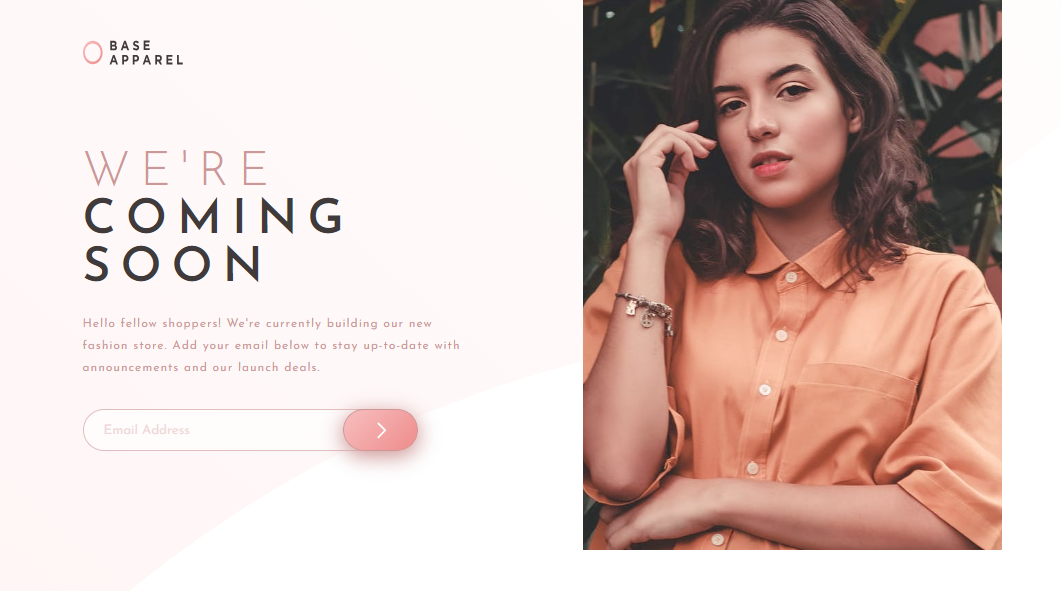 BASE
APPAREL
WE'RE
COMING
SOON
Hello fellow shoppers! We're currently building our new
fashion store. Add your email below to stay up-to-date with
announcements and our launch deals.
Email Address